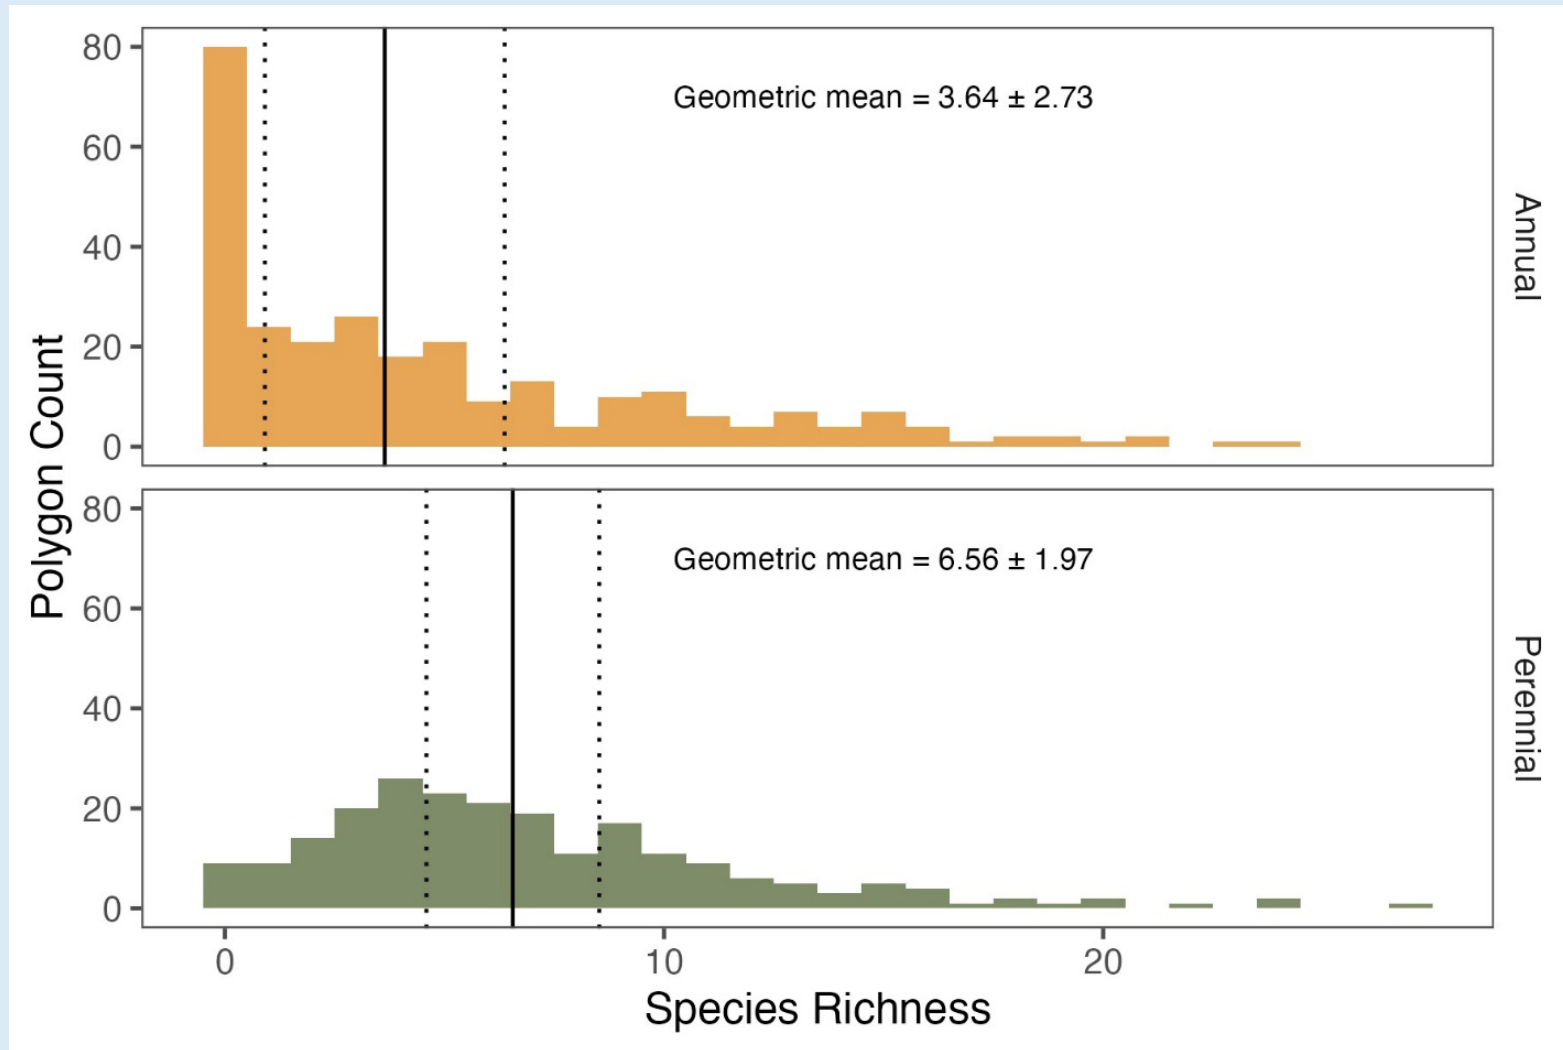 80
60
40
20
0
Geometric mean = 3.64 ± 2.73
Annual
Polygon Count
80
60
40
20
0
Geometric mean = 6.56 ± 1.97
Perennial
0 10 20
Species Richness